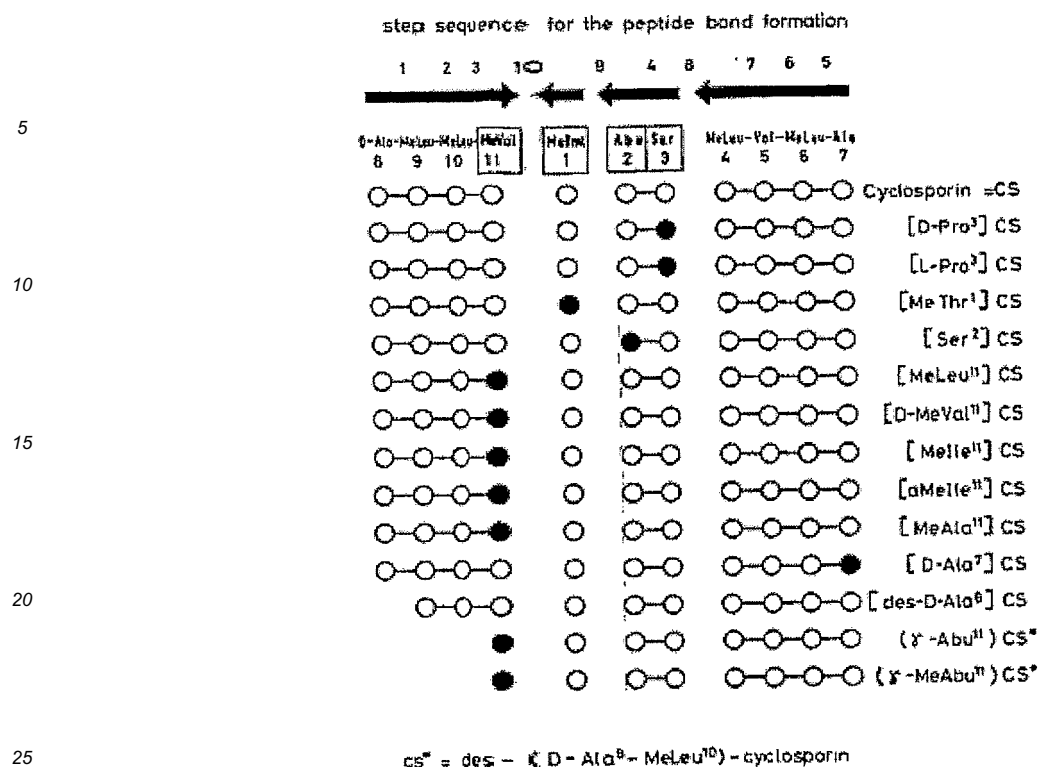 step sequence for the peptide bond formation
1 2 3 10 9 4 8 7 6 5
5
D-Ala-MeLeu-MeLeu-MeVal Abu Ser MeLeu-Val-MeLeu-Ala
8 9 10 11 1 2 3 4 5 6 7
Cyclosporin =CS
[D-Pro³] CS
[L-Pro³] CS
10
[MeThr¹] CS
[Ser²] CS
[MeLeu¹¹] CS
[D-MeVal¹¹] CS
15
[MeIle¹¹] CS
[aMeIle¹¹] CS
[MeAla¹¹] CS
[D-Ala⁷] CS
20
[des-D-Ala⁸] CS
(γ-Abu¹¹) CS*
(γ-MeAbu¹¹) CS*
25
cs* = des - (D-Ala⁸-MeLeu¹⁰)-cyclosporin